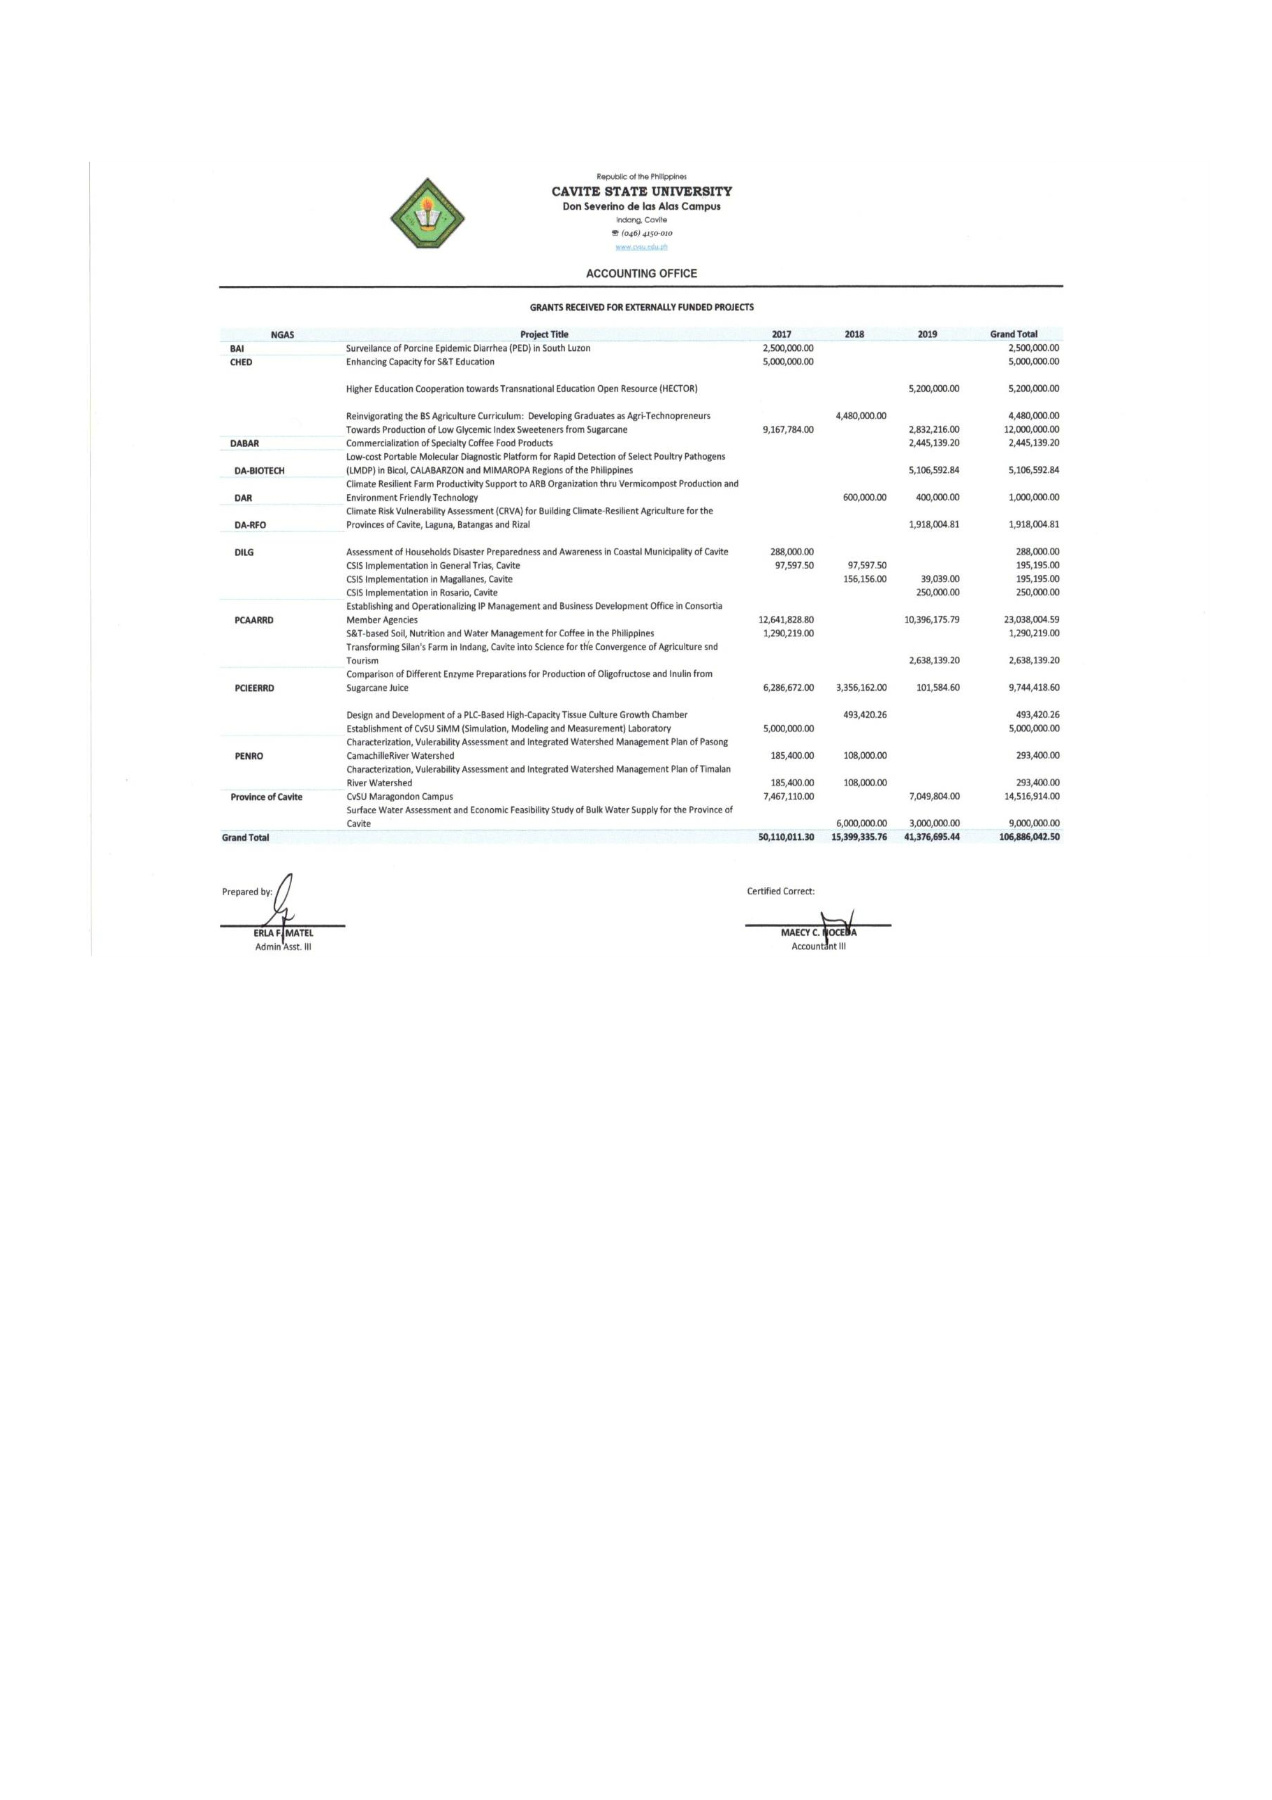 Republic of the Philippines
CAVITE STATE UNIVERSITY
Don Severino de las Alas Campus
Indang, Cavite
☏ (046) 4150-010
www.cvsu.edu.ph
ACCOUNTING OFFICE
GRANTS RECEIVED FOR EXTERNALLY FUNDED PROJECTS
NGAS Project Title 2017 2018 2019 Grand Total
BAI Surveilance of Porcine Epidemic Diarrhea (PED) in South Luzon 2,500,000.00 2,500,000.00
CHED Enhancing Capacity for S&T Education 5,000,000.00 5,000,000.00
Higher Education Cooperation towards Transnational Education Open Resource (HECTOR) 5,200,000.00 5,200,000.00
Reinvigorating the BS Agriculture Curriculum: Developing Graduates as Agri-Technopreneurs 4,480,000.00 4,480,000.00
Towards Production of Low Glycemic Index Sweeteners from Sugarcane 9,167,784.00 2,832,216.00 12,000,000.00
DABAR Commercialization of Specialty Coffee Food Products 2,445,139.20 2,445,139.20
Low-cost Portable Molecular Diagnostic Platform for Rapid Detection of Select Poultry Pathogens
DA-BIOTECH (LMDP) in Bicol, CALABARZON and MIMAROPA Regions of the Philippines 5,106,592.84 5,106,592.84
Climate Resilient Farm Productivity Support to ARB Organization thru Vermicompost Production and
DAR Environment Friendly Technology 600,000.00 400,000.00 1,000,000.00
Climate Risk Vulnerability Assessment (CRVA) for Building Climate-Resilient Agriculture for the
DA-RFO Provinces of Cavite, Laguna, Batangas and Rizal 1,918,004.81 1,918,004.81
DILG Assessment of Households Disaster Preparedness and Awareness in Coastal Municipality of Cavite 288,000.00 288,000.00
CSIS Implementation in General Trias, Cavite 97,597.50 97,597.50 195,195.00
CSIS Implementation in Magallanes, Cavite 156,156.00 39,039.00 195,195.00
CSIS Implementation in Rosario, Cavite 250,000.00 250,000.00
Establishing and Operationalizing IP Management and Business Development Office in Consortia
PCAARRD Member Agencies 12,641,828.80 10,396,175.79 23,038,004.59
S&T-based Soil, Nutrition and Water Management for Coffee in the Philippines 1,290,219.00 1,290,219.00
Transforming Silan's Farm in Indang, Cavite into Science for the Convergence of Agriculture snd
Tourism 2,638,139.20 2,638,139.20
Comparison of Different Enzyme Preparations for Production of Oligofructose and Inulin from
PCIEERRD Sugarcane Juice 6,286,672.00 3,356,162.00 101,584.60 9,744,418.60
Design and Development of a PLC-Based High-Capacity Tissue Culture Growth Chamber 493,420.26 493,420.26
Establishment of CvSU SiMM (Simulation, Modeling and Measurement) Laboratory 5,000,000.00 5,000,000.00
Characterization, Vulerability Assessment and Integrated Watershed Management Plan of Pasong
PENRO CamachilleRiver Watershed 185,400.00 108,000.00 293,400.00
Characterization, Vulerability Assessment and Integrated Watershed Management Plan of Timalan
River Watershed 185,400.00 108,000.00 293,400.00
Province of Cavite CvSU Maragondon Campus 7,467,110.00 7,049,804.00 14,516,914.00
Surface Water Assessment and Economic Feasibility Study of Bulk Water Supply for the Province of
Cavite 6,000,000.00 3,000,000.00 9,000,000.00
Grand Total 50,110,011.30 15,399,335.76 41,376,695.44 106,886,042.50
Prepared by: Certified Correct:
ERLA F. MATEL MAECY C. NOCEDA
Admin Asst. III Accountant III